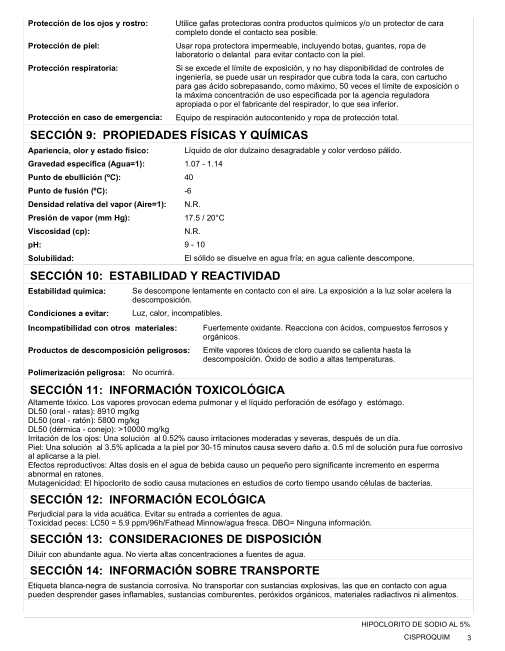 Protección de los ojos y rostro: Utilice gafas protectoras contra productos químicos y/o un protector de cara
completo donde el contacto sea posible.
Protección de piel: Usar ropa protectora impermeable, incluyendo botas, guantes, ropa de
laboratorio o delantal para evitar contacto con la piel.
Protección respiratoria: Si se excede el límite de exposición, y no hay disponibilidad de controles de
ingeniería, se puede usar un respirador que cubra toda la cara, con cartucho
para gas ácido sobrepasando, como máximo, 50 veces el límite de exposición o
la máxima concentración de uso especificada por la agencia reguladora
apropiada o por el fabricante del respirador, lo que sea inferior.
Protección en caso de emergencia: Equipo de respiración autocontenido y ropa de protección total.
SECCIÓN 9: PROPIEDADES FÍSICAS Y QUÍMICAS
Apariencia, olor y estado físico: Líquido de olor dulzaino desagradable y color verdoso pálido.
Gravedad específica (Agua=1): 1.07 - 1.14
Punto de ebullición (ºC): 40
Punto de fusión (ºC): -6
Densidad relativa del vapor (Aire=1): N.R.
Presión de vapor (mm Hg): 17.5 / 20°C
Viscosidad (cp): N.R.
pH: 9 - 10
Solubilidad: El sólido se disuelve en agua fría; en agua caliente descompone.
SECCIÓN 10: ESTABILIDAD Y REACTIVIDAD
Estabilidad química: Se descompone lentamente en contacto con el aire. La exposición a la luz solar acelera la
descomposición.
Condiciones a evitar: Luz, calor, incompatibles.
Incompatibilidad con otros materiales: Fuertemente oxidante. Reacciona con ácidos, compuestos ferrosos y
orgánicos.
Productos de descomposición peligrosos: Emite vapores tóxicos de cloro cuando se calienta hasta la
descomposición. Óxido de sodio a altas temperaturas.
Polimerización peligrosa: No ocurrirá.
SECCIÓN 11: INFORMACIÓN TOXICOLÓGICA
Altamente tóxico. Los vapores provocan edema pulmonar y el líquido perforación de esófago y estómago.
DL50 (oral - ratas): 8910 mg/kg
DL50 (oral - ratón): 5800 mg/kg
DL50 (dérmica - conejo): >10000 mg/kg
Irritación de los ojos: Una solución al 0.52% causo irritaciones moderadas y severas, después de un día.
Piel: Una solución al 3.5% aplicada a la piel por 30-15 minutos causa severo daño a. 0.5 ml de solución pura fue corrosivo
al aplicarse a la piel.
Efectos reproductivos: Altas dosis en el agua de bebida causo un pequeño pero significante incremento en esperma
abnormal en ratones.
Mutagenicidad: El hipoclorito de sodio causa mutaciones en estudios de corto tiempo usando células de bacterias.
SECCIÓN 12: INFORMACIÓN ECOLÓGICA
Perjudicial para la vida acuática. Evitar su entrada a corrientes de agua.
Toxicidad peces: LC50 = 5.9 ppm/96h/Fathead Minnow/agua fresca. DBO= Ninguna información.
SECCIÓN 13: CONSIDERACIONES DE DISPOSICIÓN
Diluir con abundante agua. No vierta altas concentraciones a fuentes de agua.
SECCIÓN 14: INFORMACIÓN SOBRE TRANSPORTE
Etiqueta blanca-negra de sustancia corrosiva. No transportar con sustancias explosivas, las que en contacto con agua
pueden desprender gases inflamables, sustancias comburentes, peróxidos orgánicos, materiales radiactivos ni alimentos.
HIPOCLORITO DE SODIO AL 5%
CISPROQUIM 3